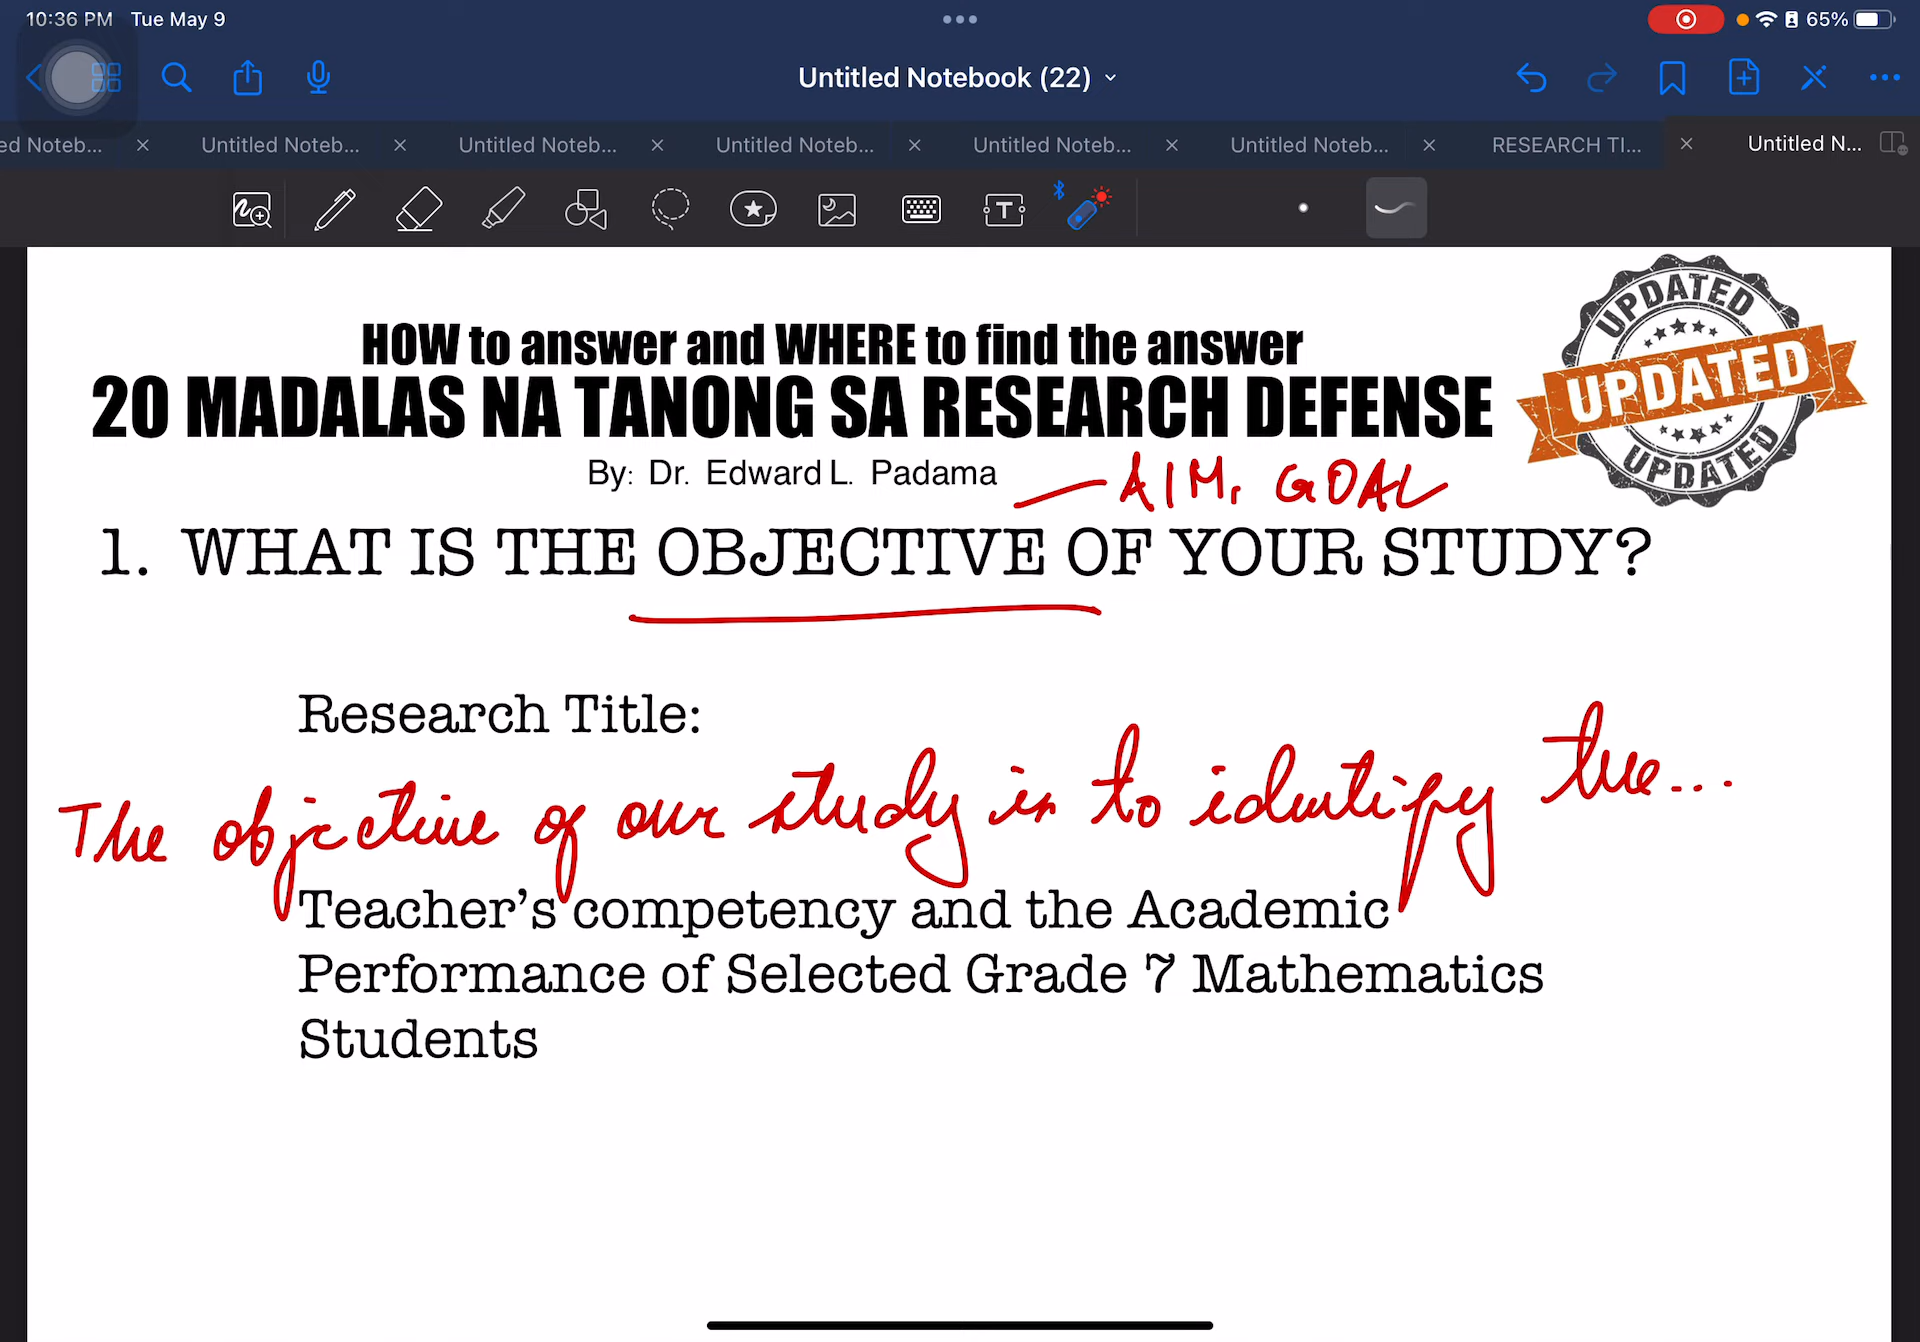 10:36 PM Tue May 9
65%
Untitled Notebook (22)
ed Noteb...
Untitled Noteb...
Untitled Noteb...
Untitled Noteb...
Untitled Noteb...
Untitled Noteb...
RESEARCH TI...
Untitled N...
HOW to answer and WHERE to find the answer
20 MADALAS NA TANONG SA RESEARCH DEFENSE
By: Dr. Edward L. Padama
UPDATED
UPDATED
UPDATED
AIM, GOAL
1. WHAT IS THE OBJECTIVE OF YOUR STUDY?
Research Title:
The objective of our study is to identify the...
Teacher's competency and the Academic
Performance of Selected Grade 7 Mathematics
Students